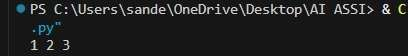 PS C:\Users\sande\OneDrive\Desktop\AI ASSI> & C
.py"
1 2 3